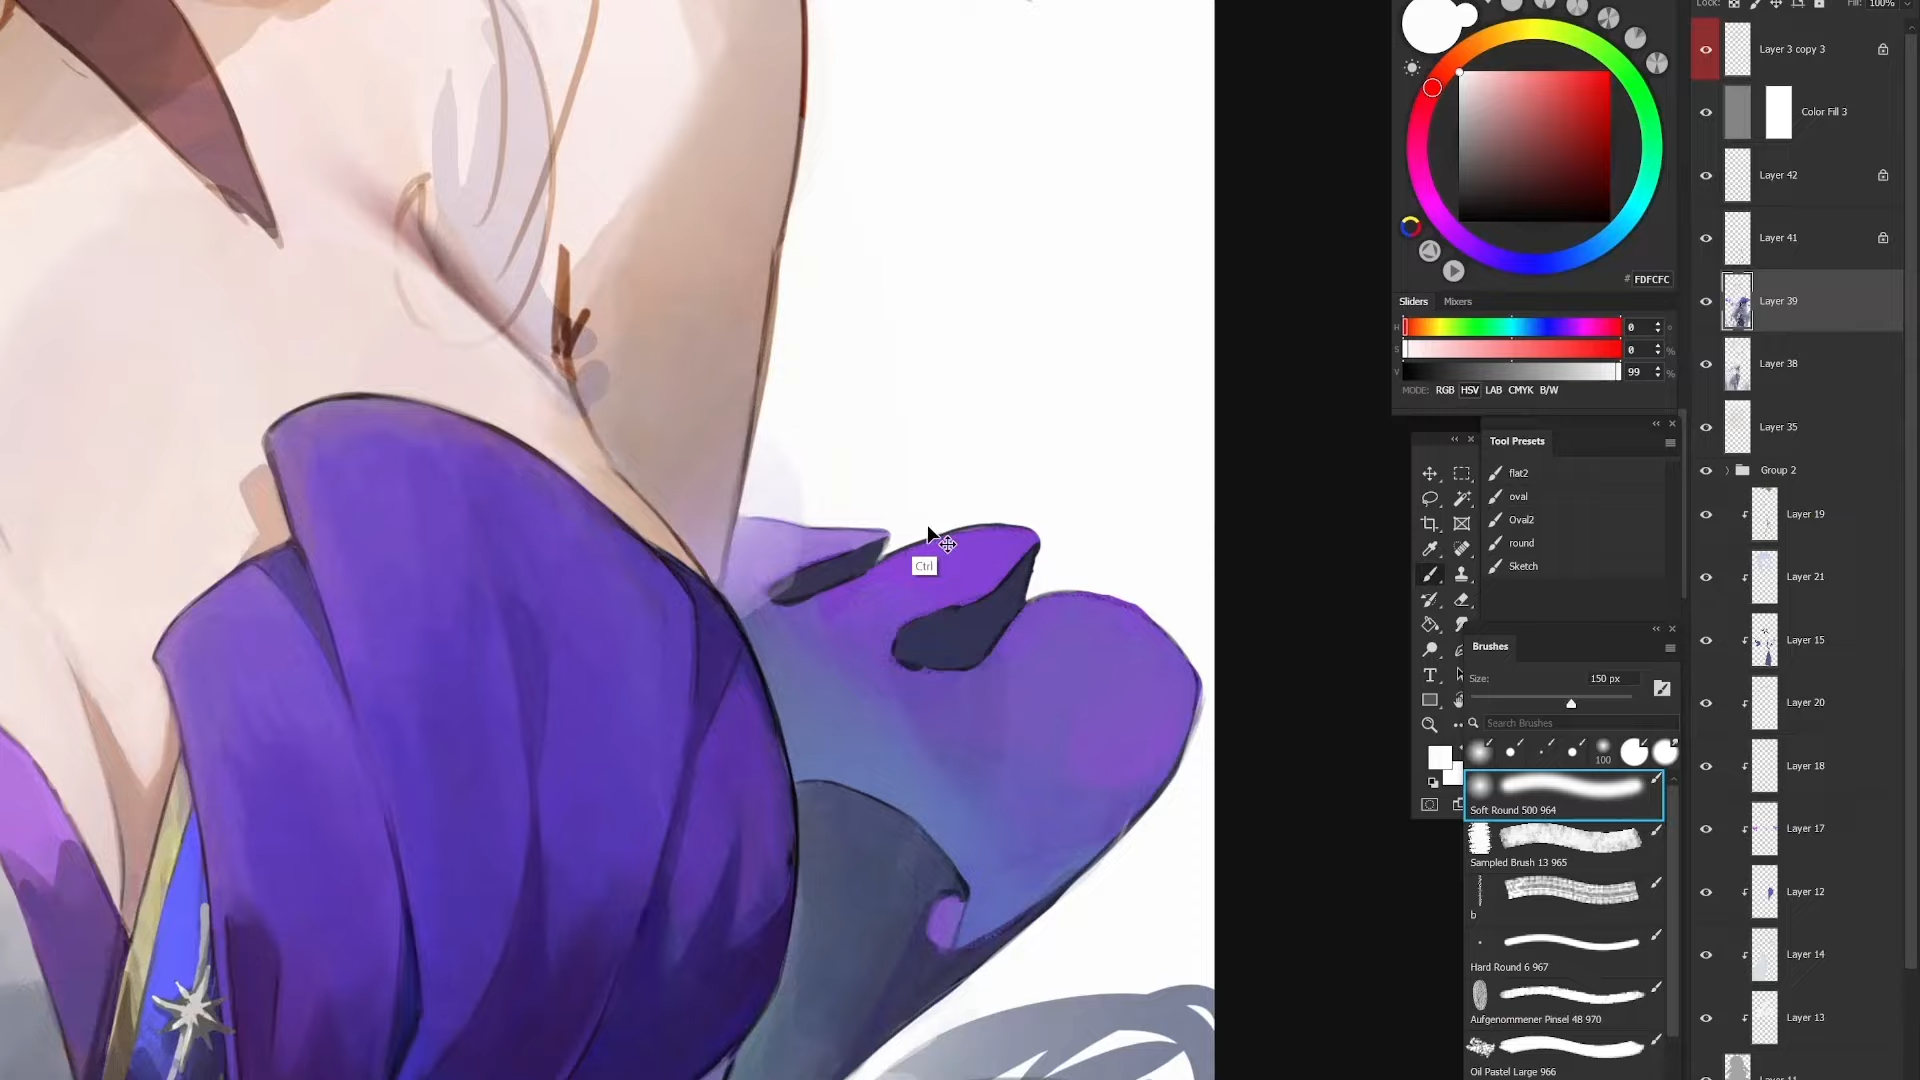 Lock:
Fill: 100%
Layer 3 copy 3
Color Fill 3
Layer 42
Layer 41
Layer 39
Layer 38
Layer 35
Group 2
Layer 19
Layer 21
Layer 15
Layer 20
Layer 18
Layer 17
Layer 12
Layer 14
Layer 13
# FDFCFC
Sliders
Mixers
H 0 °
S 0 %
V 99 %
MODE: RGB HSV LAB CMYK B/W
Tool Presets
flat2
oval
Oval2
round
Sketch
Brushes
Size:
150 px
Search Brushes
100
Soft Round 500 964
Sampled Brush 13 965
b
Hard Round 6 967
Aufgenommener Pinsel 48 970
Oil Pastel Large 966
Ctrl